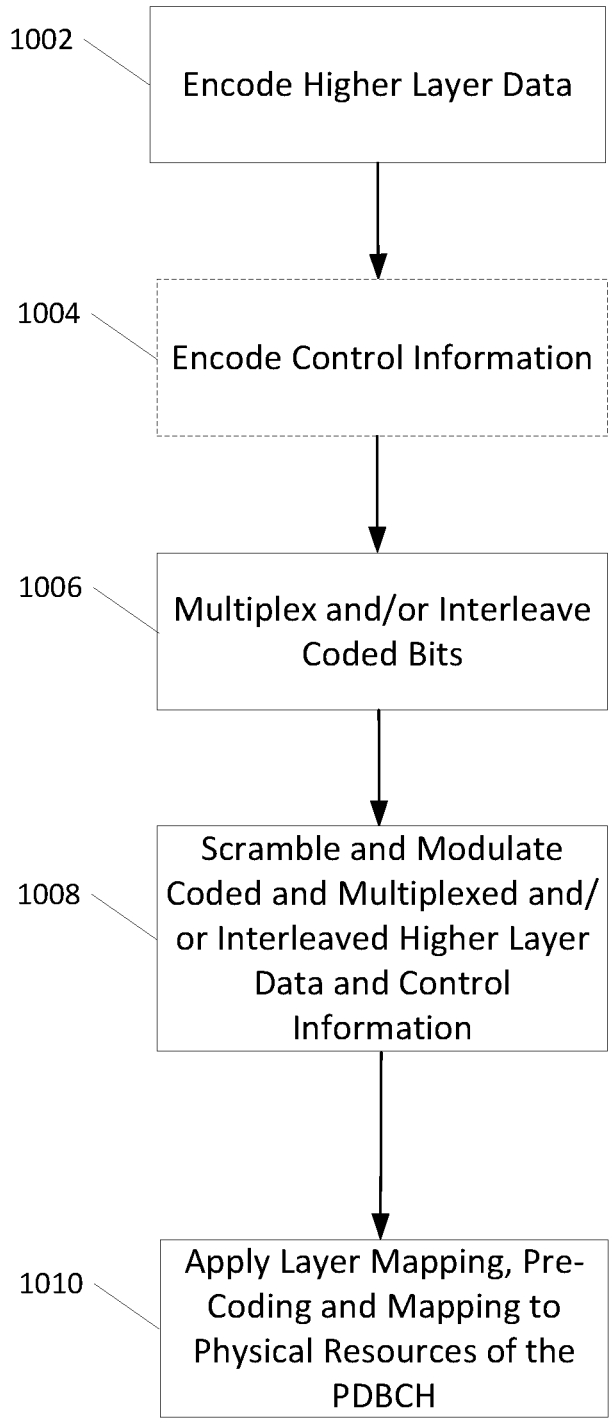 1002
Encode Higher Layer Data
1004
Encode Control Information
1006
Multiplex and/or Interleave
Coded Bits
1008
Scramble and Modulate
Coded and Multiplexed and/
or Interleaved Higher Layer
Data and Control
Information
1010
Apply Layer Mapping, Pre-
Coding and Mapping to
Physical Resources of the
PDBCH